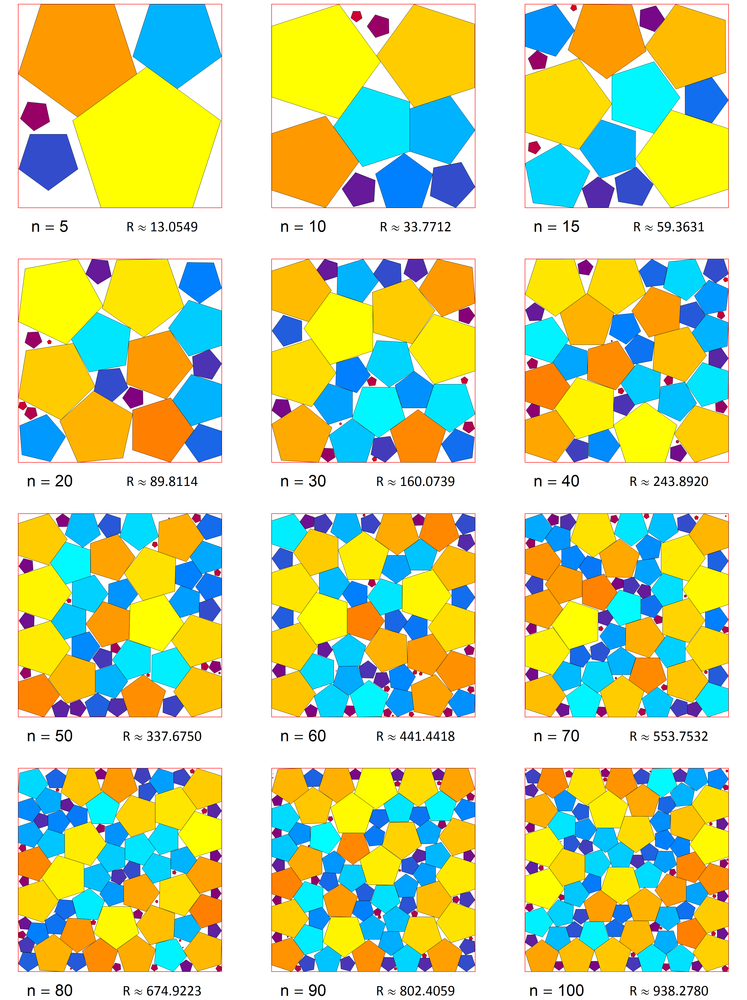 n = 5 R ≈ 13.0549 n = 10 R ≈ 33.7712 n = 15 R ≈ 59.3631
n = 20 R ≈ 89.8114 n = 30 R ≈ 160.0739 n = 40 R ≈ 243.8920
n = 50 R ≈ 337.6750 n = 60 R ≈ 441.4418 n = 70 R ≈ 553.7532
n = 80 R ≈ 674.9223 n = 90 R ≈ 802.4059 n = 100 R ≈ 938.2780